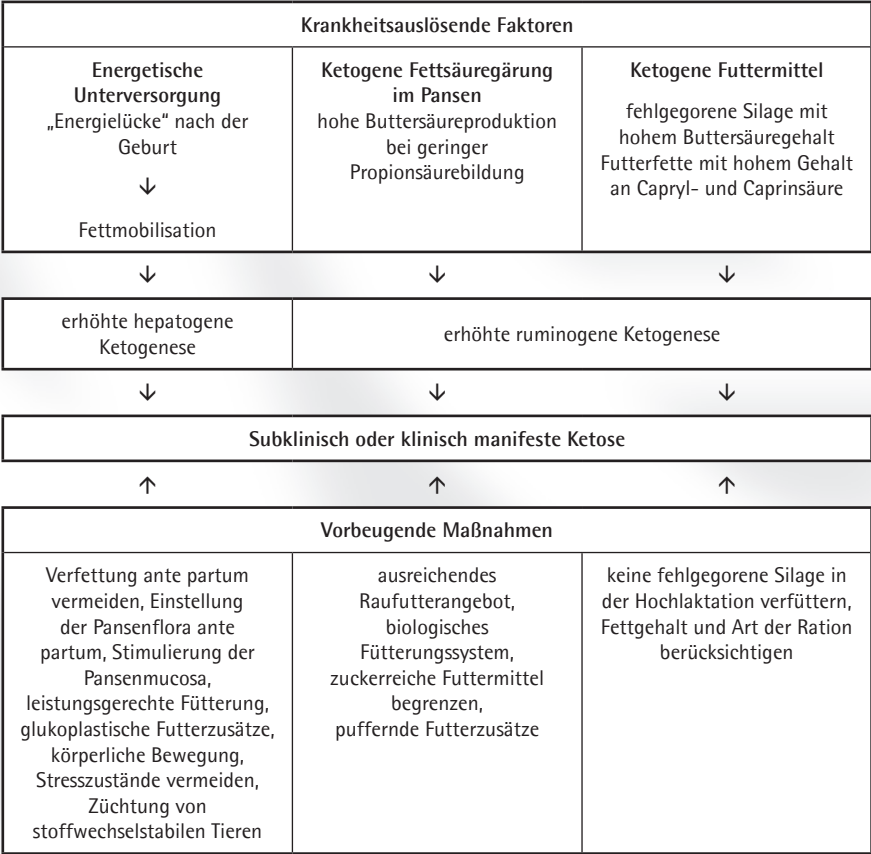 Krankheitsauslösende Faktoren
Energetische
Unterversorgung
„Energielücke“ nach der
Geburt
↓
Fettmobilisation
Ketogene Fettsäuregärung
im Pansen
hohe Buttersäureproduktion
bei geringer
Propionsäurebildung
Ketogene Futtermittel
fehlgegorene Silage mit
hohem Buttersäuregehalt
Futterfette mit hohem Gehalt
an Capryl- und Caprinsäure
↓ ↓ ↓
erhöhte hepatogene
Ketogenese
erhöhte ruminogene Ketogenese
↓ ↓ ↓
Subklinisch oder klinisch manifeste Ketose
↑ ↑ ↑
Vorbeugende Maßnahmen
Verfettung ante partum
vermeiden, Einstellung
der Pansenflora ante
partum, Stimulierung der
Pansenmucosa,
leistungsgerechte Fütterung,
glukoplastische Futterzusätze,
körperliche Bewegung,
Stresszustände vermeiden,
Züchtung von
stoffwechselstabilen Tieren
ausreichendes
Raufutterangebot,
biologisches
Fütterungssystem,
zuckerreiche Futtermittel
begrenzen,
puffernde Futterzusätze
keine fehlgegorene Silage in
der Hochlaktation verfüttern,
Fettgehalt und Art der Ration
berücksichtigen